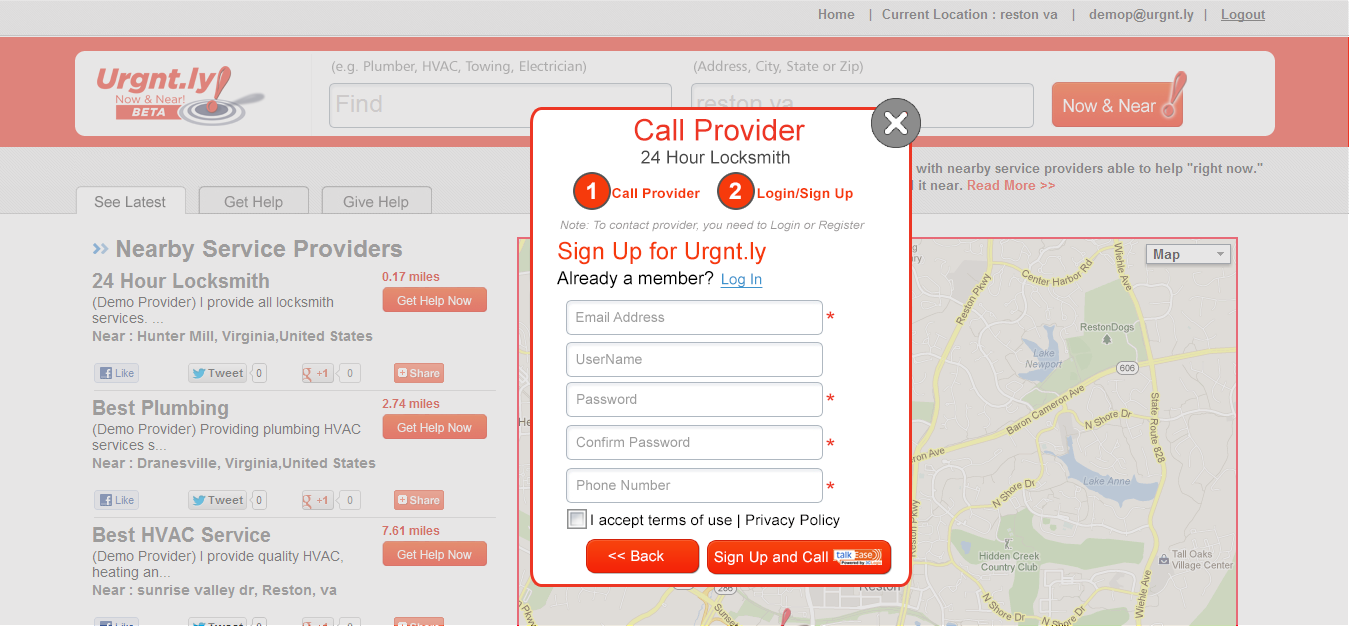 Home | Current Location : reston va | demop@urgnt.ly | Logout
Urgnt.ly!
Now & Near!
BETA
(e.g. Plumber, HVAC, Towing, Electrician)
Find
(Address, City, State or Zip)
reston va
Now & Near
with nearby service providers able to help "right now."
it near. Read More >>
See Latest
Get Help
Give Help
Call Provider
24 Hour Locksmith
1 Call Provider
2 Login/Sign Up
Note: To contact provider, you need to Login or Register
Sign Up for Urgnt.ly
Already a member? Log In
Email Address *
UserName
Password *
Confirm Password *
Phone Number *
I accept terms of use | Privacy Policy
<< Back
Sign Up and Call talkEase
Powered by
Nearby Service Providers
24 Hour Locksmith
0.17 miles
(Demo Provider) I provide all locksmith
services. ...
Get Help Now
Near : Hunter Mill, Virginia,United States
Like
Tweet 0
+1 0
Share
Best Plumbing
2.74 miles
(Demo Provider) Providing plumbing HVAC
services s...
Get Help Now
Near : Dranesville, Virginia,United States
Like
Tweet 0
+1 0
Share
Best HVAC Service
7.61 miles
(Demo Provider) I provide quality HVAC,
heating an...
Get Help Now
Near : sunrise valley dr, Reston, va
Like
Tweet 0
+1
Share
Map
Center Harbor Rd
Wiehle Ave
Reston Pkwy
RestonDogs
Lake
Newport
606
Baron Cameron Ave
N Shore Dr
State Route 828
Lake Anne
N Shore Dr
Reston Pkwy
Hidden Creek
Country Club
Tall Oaks
Village Center
Wiehle Ave
N Shore Dr
286
Reston